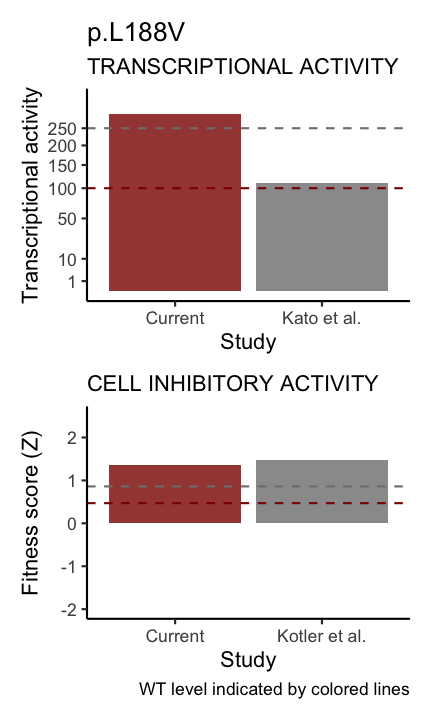 p.L188V
TRANSCRIPTIONAL ACTIVITY
Transcriptional activity
250
200
150
100
50
10
1
Current
Kato et al.
Study
CELL INHIBITORY ACTIVITY
Fitness score (Z)
2
1
0
-1
-2
Current
Kotler et al.
Study
WT level indicated by colored lines